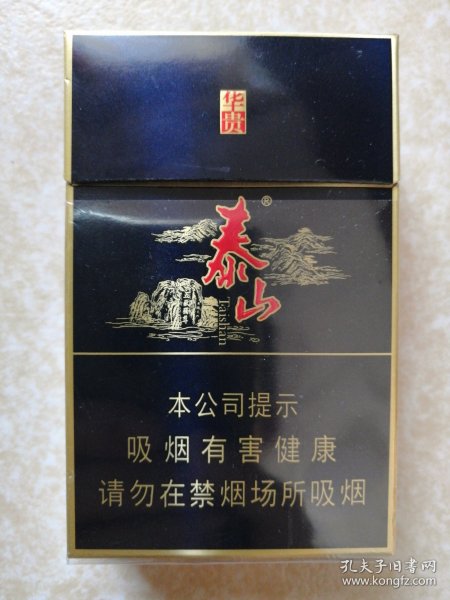 华贵
泰山
®
Taishan
本公司提示
吸烟有害健康
请勿在禁烟场所吸烟
孔夫子旧书网
www.kongfz.com